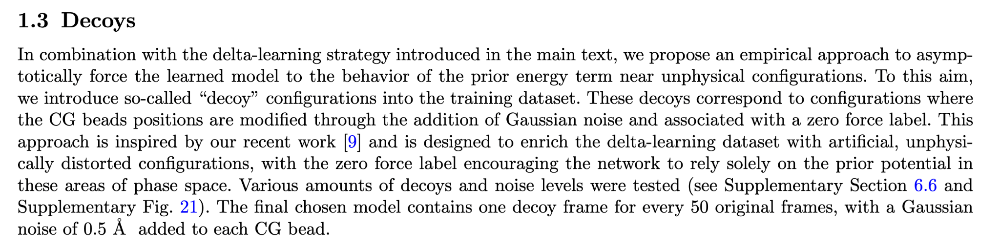 1.3 Decoys
In combination with the delta-learning strategy introduced in the main text, we propose an empirical approach to asymp-
totically force the learned model to the behavior of the prior energy term near unphysical configurations. To this aim,
we introduce so-called “decoy” configurations into the training dataset. These decoys correspond to configurations where
the CG beads positions are modified through the addition of Gaussian noise and associated with a zero force label. This
approach is inspired by our recent work [9] and is designed to enrich the delta-learning dataset with artificial, unphysi-
cally distorted configurations, with the zero force label encouraging the network to rely solely on the prior potential in
these areas of phase space. Various amounts of decoys and noise levels were tested (see Supplementary Section 6.6 and
Supplementary Fig. 21). The final chosen model contains one decoy frame for every 50 original frames, with a Gaussian
noise of 0.5 Å added to each CG bead.